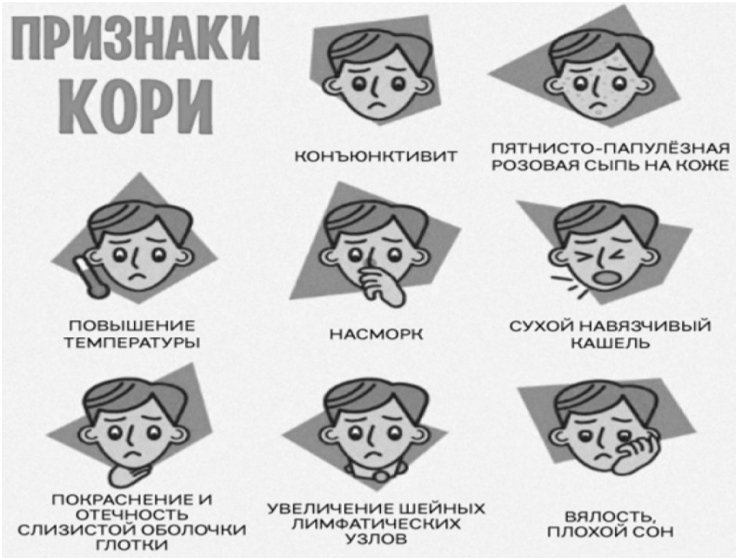 ПРИЗНАКИ
КОРИ
КОНЪЮНКТИВИТ
ПЯТНИСТО-ПАПУЛЁЗНАЯ
РОЗОВАЯ СЫПЬ НА КОЖЕ
ПОВЫШЕНИЕ
ТЕМПЕРАТУРЫ
НАСМОРК
СУХОЙ НАВЯЗЧИВЫЙ
КАШЕЛЬ
ПОКРАСНЕНИЕ И
ОТЕЧНОСТЬ
СЛИЗИСТОЙ ОБОЛОЧКИ
ГЛОТКИ
УВЕЛИЧЕНИЕ ШЕЙНЫХ
ЛИМФАТИЧЕСКИХ
УЗЛОВ
ВЯЛОСТЬ,
ПЛОХОЙ СОН